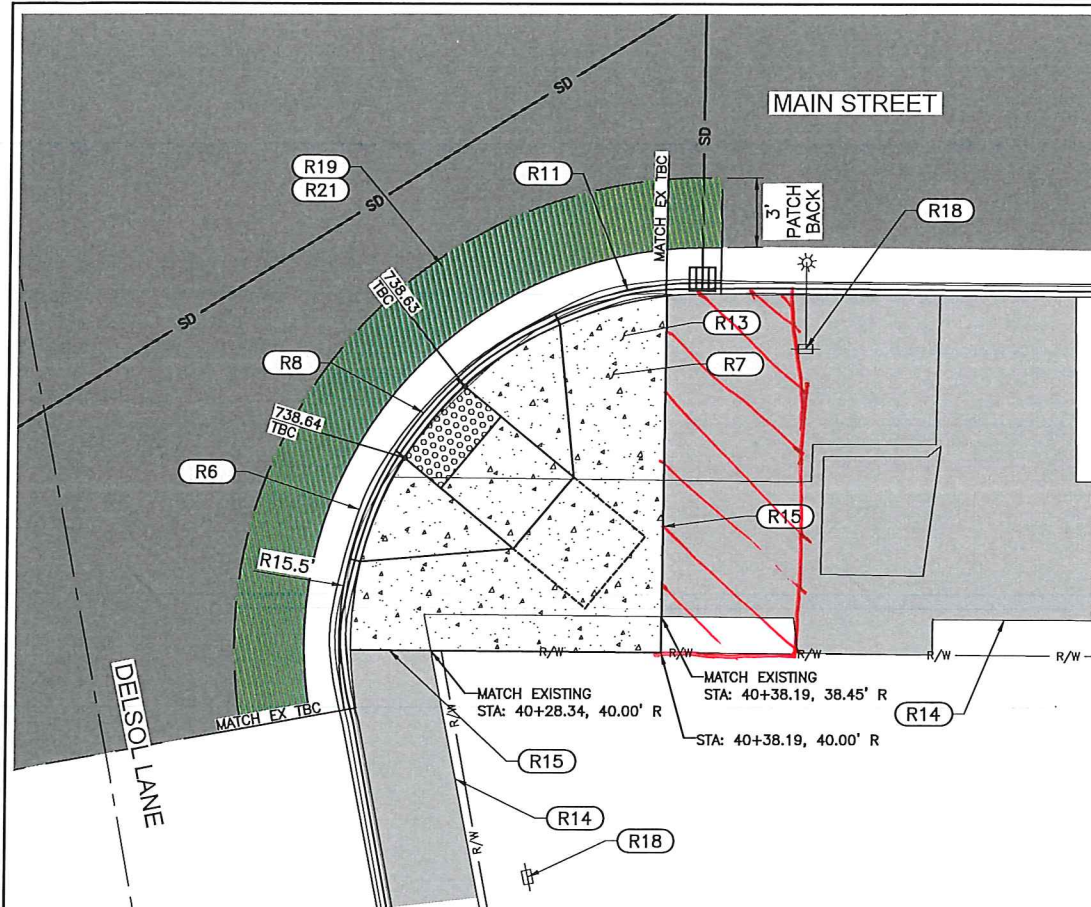 MAIN STREET
SD
SD
SD
SD
R19
R21
R11
MATCH EX TBC
3'
PATCH
BACK
R18
738.63
TBC
R13
R7
R8
738.64
TBC
R6
R15
R15.5'
R/W
R/W
R/W
R/W
R/W
MATCH EXISTING
STA: 40+28.34, 40.00' R
MATCH EXISTING
STA: 40+38.19, 38.45' R
R14
STA: 40+38.19, 40.00' R
MATCH EX TBC
DELSOL LANE
R/W
R15
R14
R/W
R18